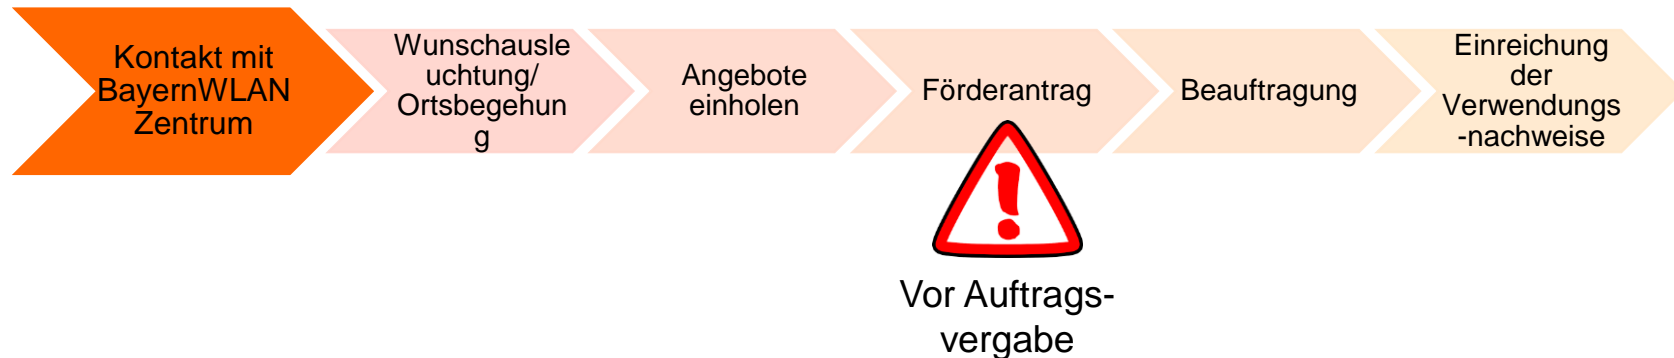 Kontakt mit
BayernWLAN
Zentrum
Wunschausle
uchtung/
Ortsbegehun
g
Angebote
einholen
Förderantrag
Beauftragung
Einreichung
der
Verwendungs
-nachweise
!
Vor Auftrags-
vergabe